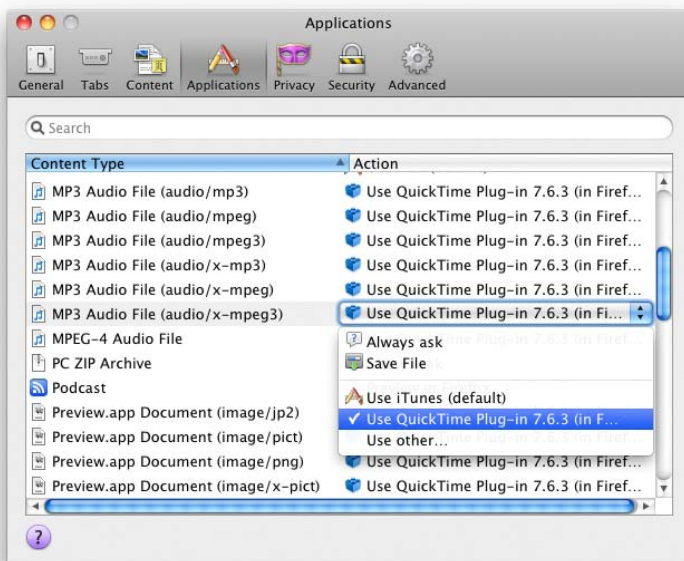 Applications
General Tabs Content Applications Privacy Security Advanced
Search
Content Type Action
MP3 Audio File (audio/mp3) Use QuickTime Plug-in 7.6.3 (in Firef...
MP3 Audio File (audio/mpeg) Use QuickTime Plug-in 7.6.3 (in Firef...
MP3 Audio File (audio/mpeg3) Use QuickTime Plug-in 7.6.3 (in Firef...
MP3 Audio File (audio/x-mp3) Use QuickTime Plug-in 7.6.3 (in Firef...
MP3 Audio File (audio/x-mpeg) Use QuickTime Plug-in 7.6.3 (in Firef...
MP3 Audio File (audio/x-mpeg3) Use QuickTime Plug-in 7.6.3 (in Fi...
MPEG-4 Audio File Always ask
PC ZIP Archive Save File
Podcast
Preview.app Document (image/jp2) Use iTunes (default)
✓ Use QuickTime Plug-in 7.6.3 (in F...
Preview.app Document (image/pict) Use other...
Preview.app Document (image/png) Use QuickTime Plug-in 7.6.3 (in Firef...
Preview.app Document (image/x-pict) Use QuickTime Plug-in 7.6.3 (in Firef...
?